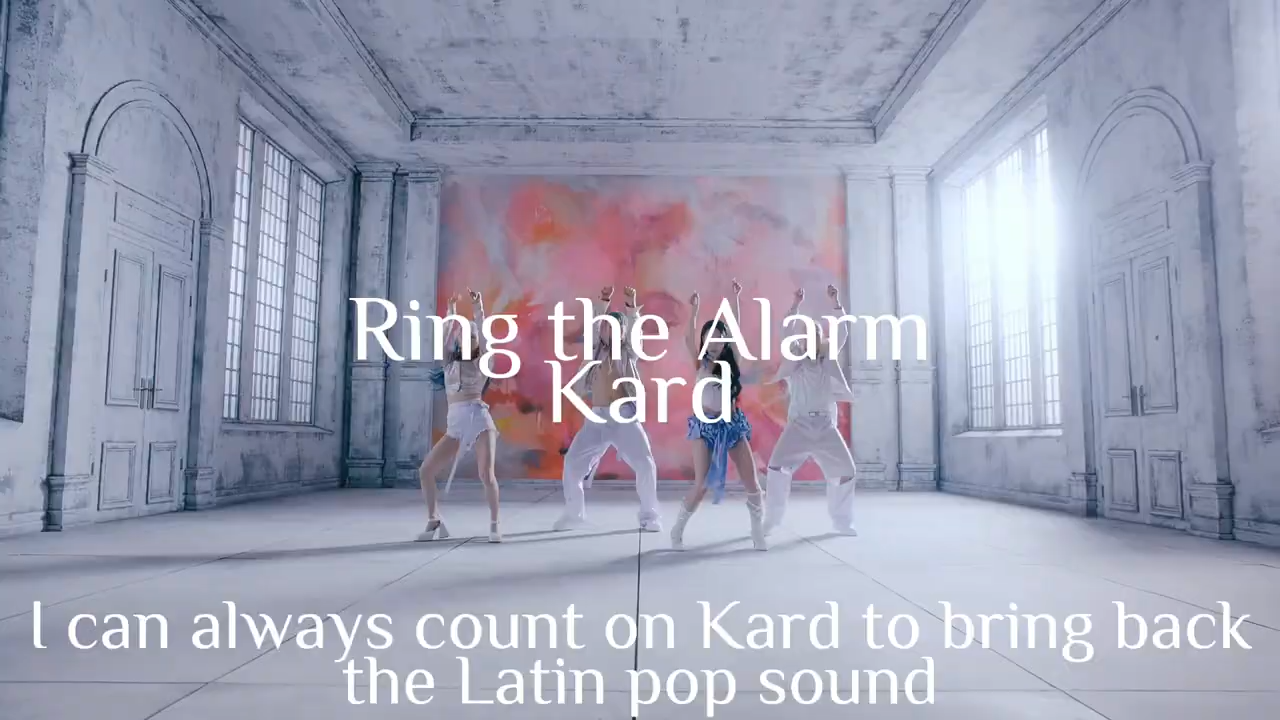 Ring the Alarm
Kard
I can always count on Kard to bring back
the Latin pop sound